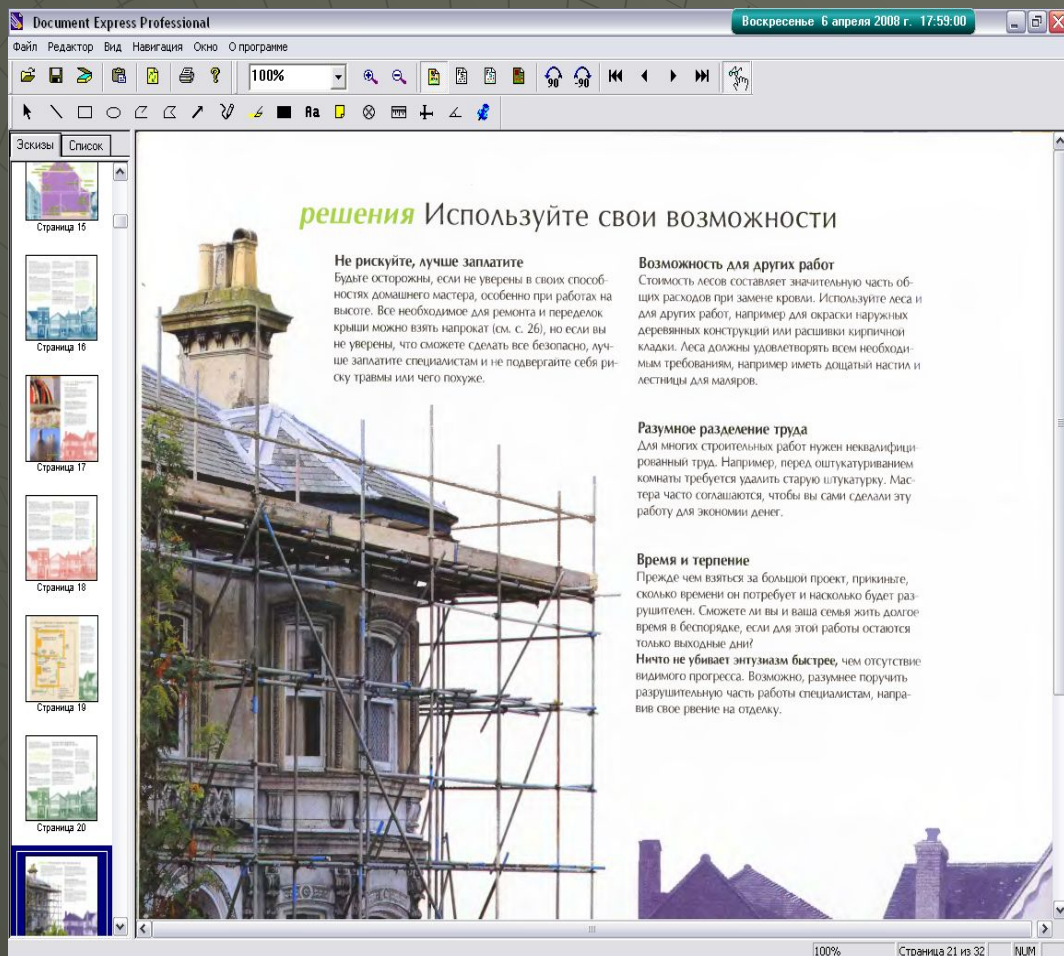 Document Express Professional
Воскресенье 6 апреля 2008 г. 17:59:00
Файл Редактор Вид Навигация Окно О программе
100%
90 -90
Aa
Эскизы Список
Страница 15
Страница 16
Страница 17
Страница 18
Страница 19
Страница 20
решения Используйте свои возможности
Не рискуйте, лучше заплатите
Будьте осторожны, если не уверены в своих способ-
ностях домашнего мастера, особенно при работах на
высоте. Все необходимое для ремонта и переделок
крыши можно взять напрокат (см. с. 26), но если вы
не уверены, что сможете сделать все безопасно, луч-
ше заплатите специалистам и не подвергайте себя ри-
ску травмы или чего похуже.
Возможность для других работ
Стоимость лесов составляет значительную часть об-
щих расходов при замене кровли. Используйте леса и
для других работ, например для окраски наружных
деревянных конструкций или расшивки кирпичной
кладки. Леса должны удовлетворять всем необходи-
мым требованиям, например иметь дощатый настил и
лестницы для маляров.
Разумное разделение труда
Для многих строительных работ нужен неквалифици-
рованный труд. Например, перед оштукатуриванием
комнаты требуется удалить старую штукатурку. Мас-
тера часто соглашаются, чтобы вы сами сделали эту
работу для экономии денег.
Время и терпение
Прежде чем взяться за большой проект, прикиньте,
сколько времени он потребует и насколько будет раз-
рушителен. Сможете ли вы и ваша семья жить долгое
время в беспорядке, если для этой работы остаются
только выходные дни?
Ничто не убивает энтузиазм быстрее, чем отсутствие
видимого прогресса. Возможно, разумнее поручить
разрушительную часть работы специалистам, напра-
вив свое рвение на отделку.
100% Страница 21 из 32 NUM